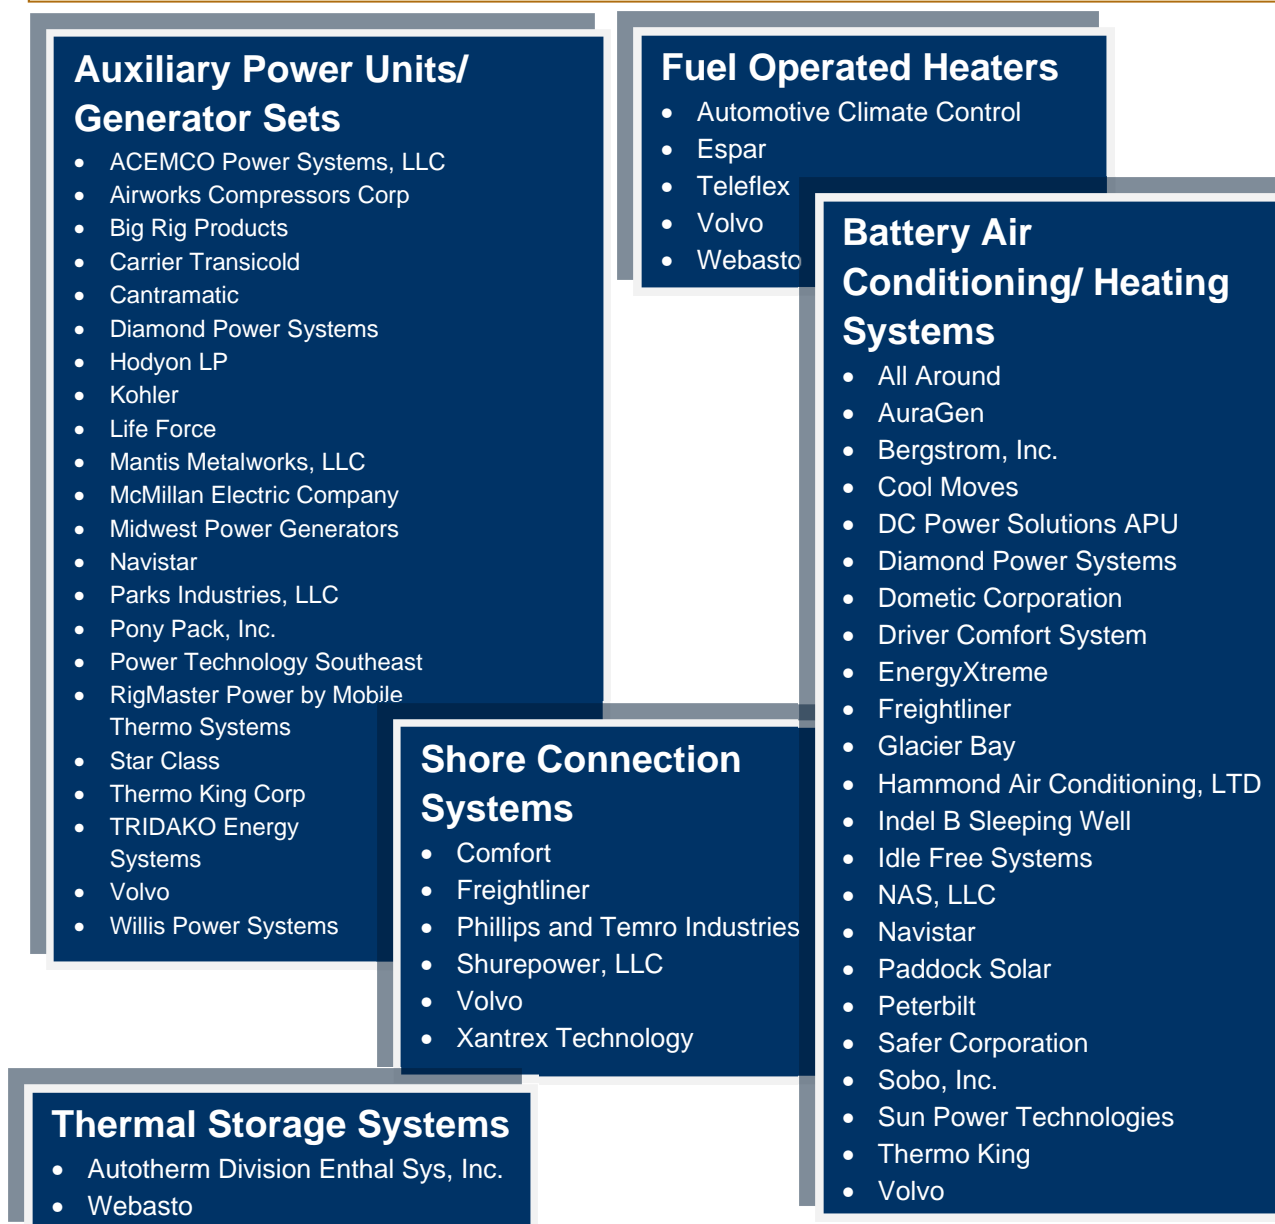 Auxiliary Power Units/
Generator Sets
• ACEMCO Power Systems, LLC
• Airworks Compressors Corp
• Big Rig Products
• Carrier Transicold
• Cantramatic
• Diamond Power Systems
• Hodyon LP
• Kohler
• Life Force
• Mantis Metalworks, LLC
• McMillan Electric Company
• Midwest Power Generators
• Navistar
• Parks Industries, LLC
• Pony Pack, Inc.
• Power Technology Southeast
• RigMaster Power by Mobile
Thermo Systems
• Star Class
• Thermo King Corp
• TRIDAKO Energy
Systems
• Volvo
• Willis Power Systems
Fuel Operated Heaters
• Automotive Climate Control
• Espar
• Teleflex
• Volvo
• Webasto
Battery Air
Conditioning/ Heating
Systems
• All Around
• AuraGen
• Bergstrom, Inc.
• Cool Moves
• DC Power Solutions APU
• Diamond Power Systems
• Dometic Corporation
• Driver Comfort System
• EnergyXtreme
• Freightliner
• Glacier Bay
• Hammond Air Conditioning, LTD
• Indel B Sleeping Well
• Idle Free Systems
• NAS, LLC
• Navistar
• Paddock Solar
• Peterbilt
• Safer Corporation
• Sobo, Inc.
• Sun Power Technologies
• Thermo King
• Volvo
Shore Connection
Systems
• Comfort
• Freightliner
• Phillips and Temro Industries
• Shurepower, LLC
• Volvo
• Xantrex Technology
Thermal Storage Systems
• Autotherm Division Enthal Sys, Inc.
• Webasto